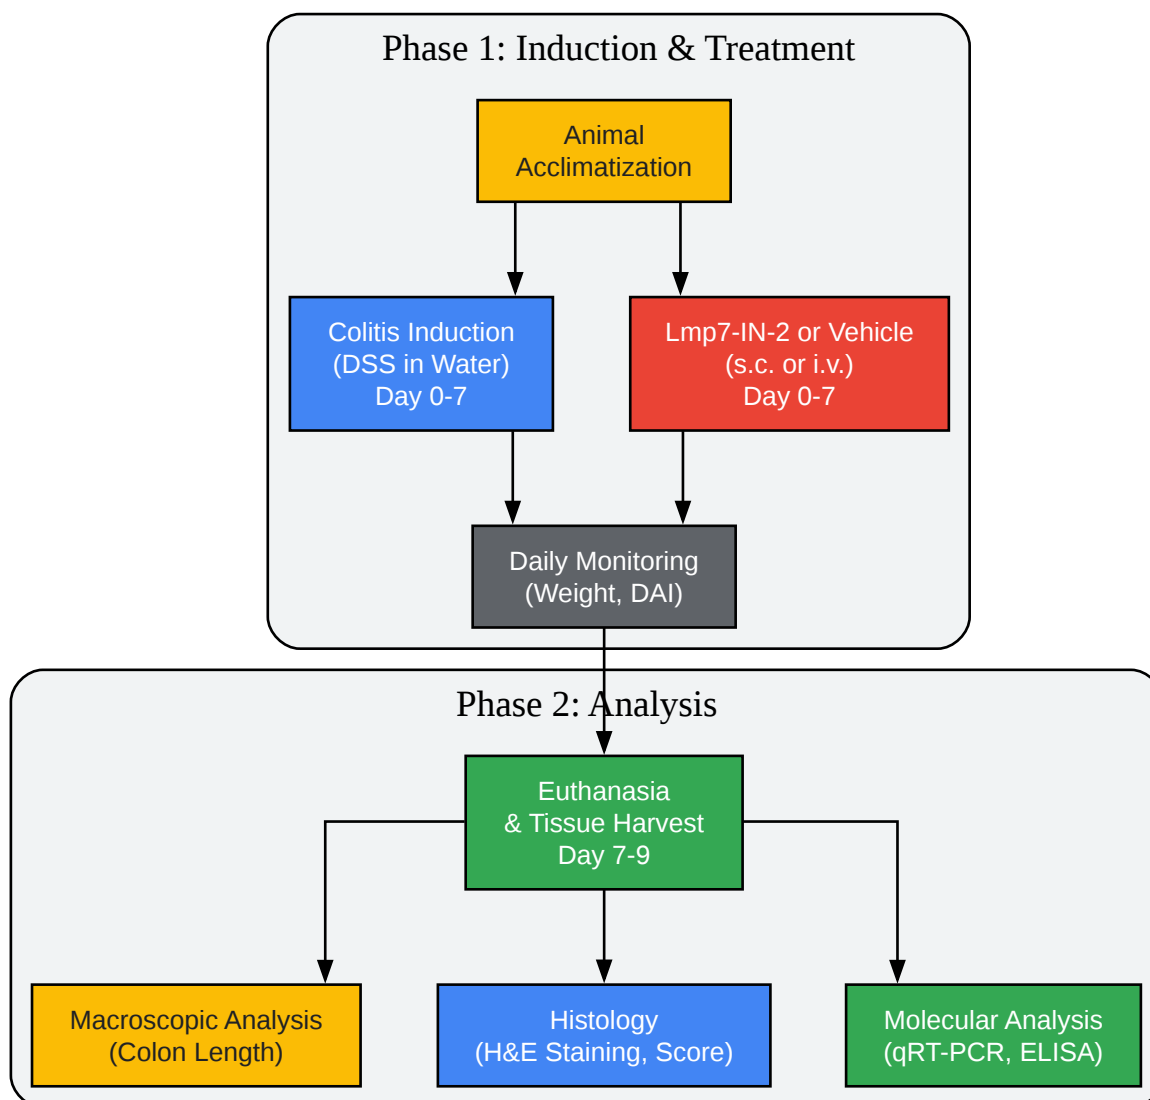 Phase 1: Induction & Treatment
Animal
Acclimatization
Colitis Induction
(DSS in Water)
Day 0-7
Lmp7-IN-2 or Vehicle
(s.c. or i.v.)
Day 0-7
Daily Monitoring
(Weight, DAI)
Phase 2: Analysis
Euthanasia
& Tissue Harvest
Day 7-9
Macroscopic Analysis
(Colon Length)
Histology
(H&E Staining, Score)
Molecular Analysis
(qRT-PCR, ELISA)